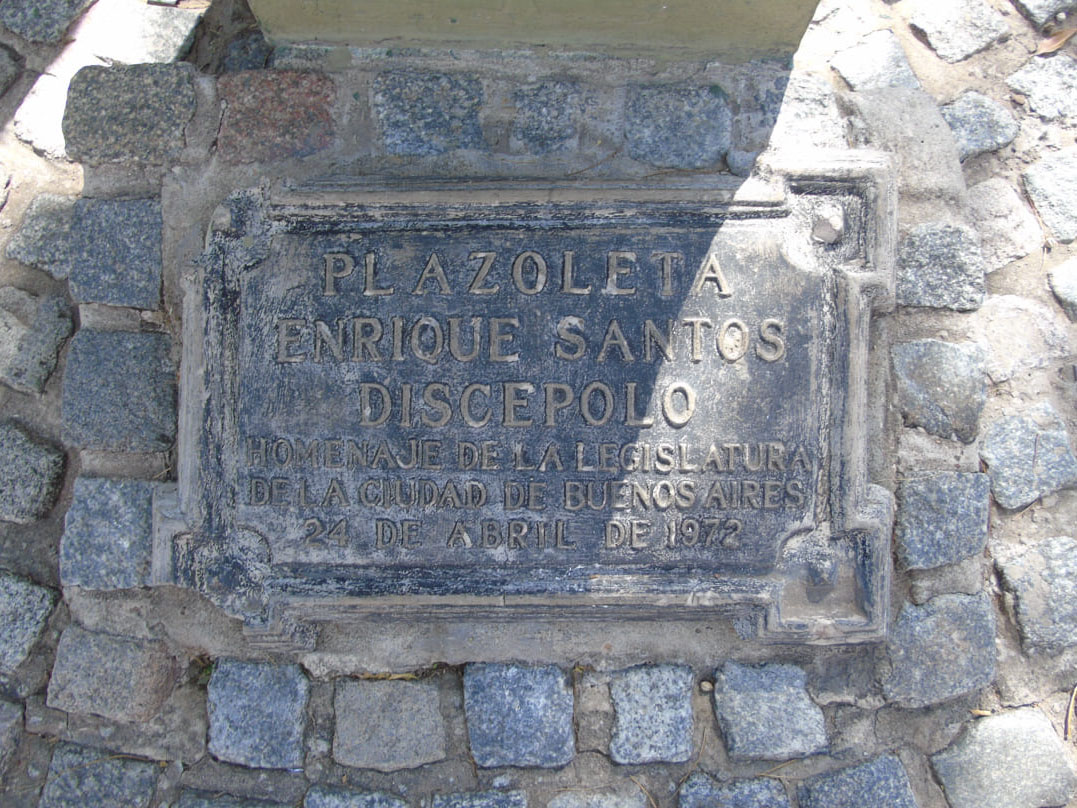 PLAZOLETA
ENRIQUE SANTOS
DISCEPOLO
HOMENAJE DE LA LEGISLATURA
DE LA CIUDAD DE BUENOS AIRES
24 DE ABRIL DE 1972